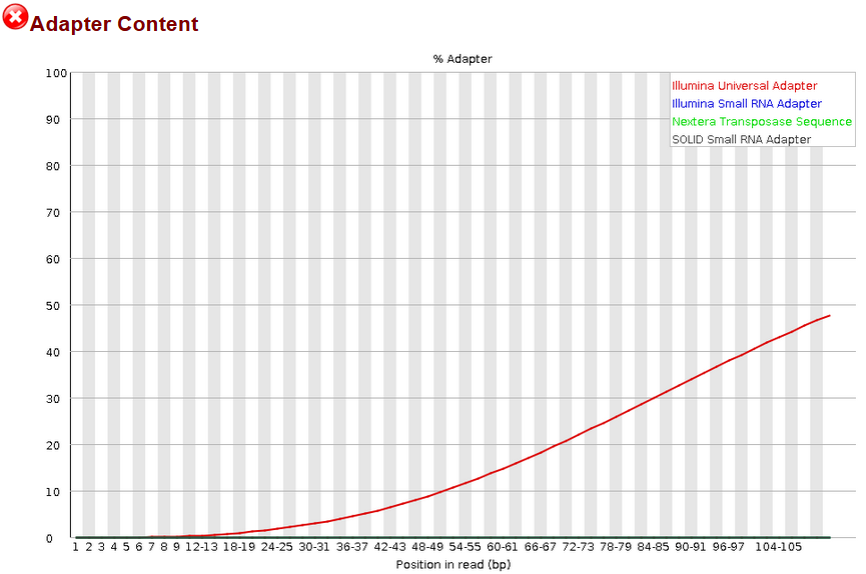 Adapter Content
% Adapter
Illumina Universal Adapter
Illumina Small RNA Adapter
Nextera Transposase Sequence
SOLID Small RNA Adapter
100
90
80
70
60
50
40
30
20
10
0
1 2 3 4 5 6 7 8 9 12-13 18-19 24-25 30-31 36-37 42-43 48-49 54-55 60-61 66-67 72-73 78-79 84-85 90-91 96-97 104-105
Position in read (bp)